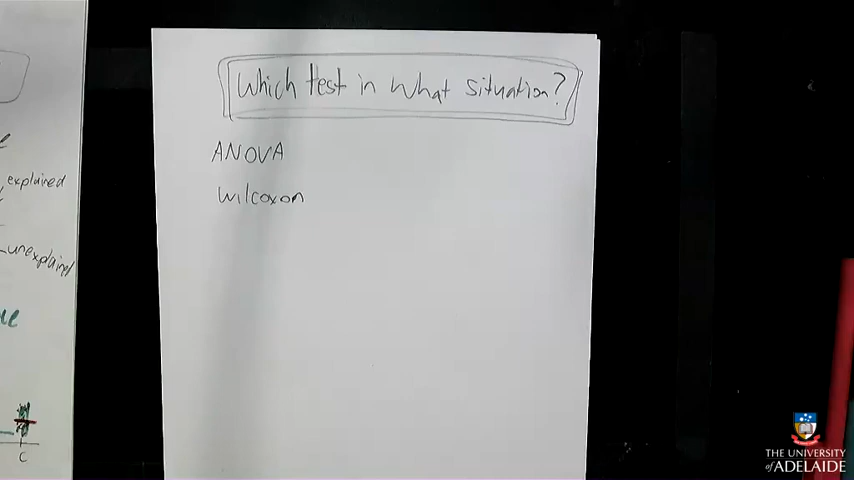 Which test in what situation?
ANOVA
Wilcoxon
explained
unexplained
C
THE UNIVERSITY
of ADELAIDE